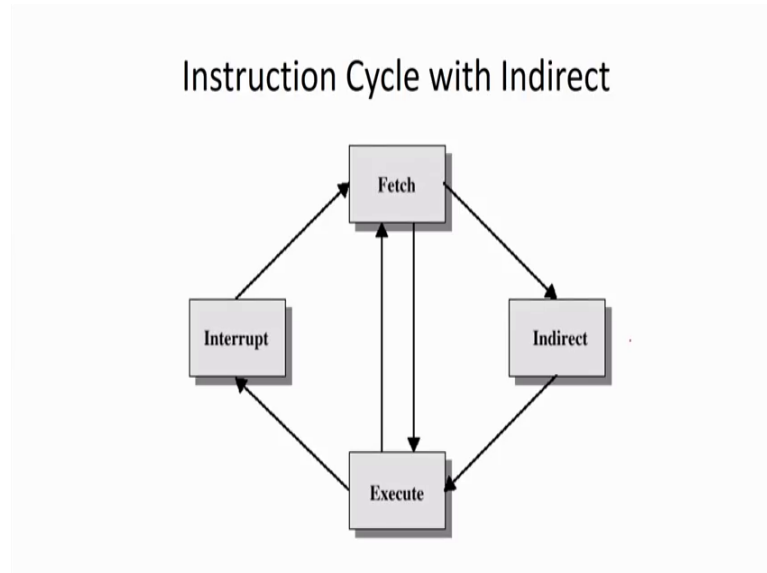 Instruction Cycle with Indirect
Fetch
Interrupt
Indirect
Execute